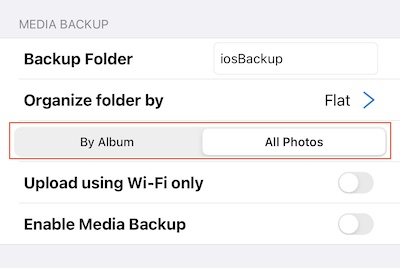 MEDIA BACKUP
Backup Folder iosBackup
Organize folder by Flat
By Album All Photos
Upload using Wi-Fi only
Enable Media Backup